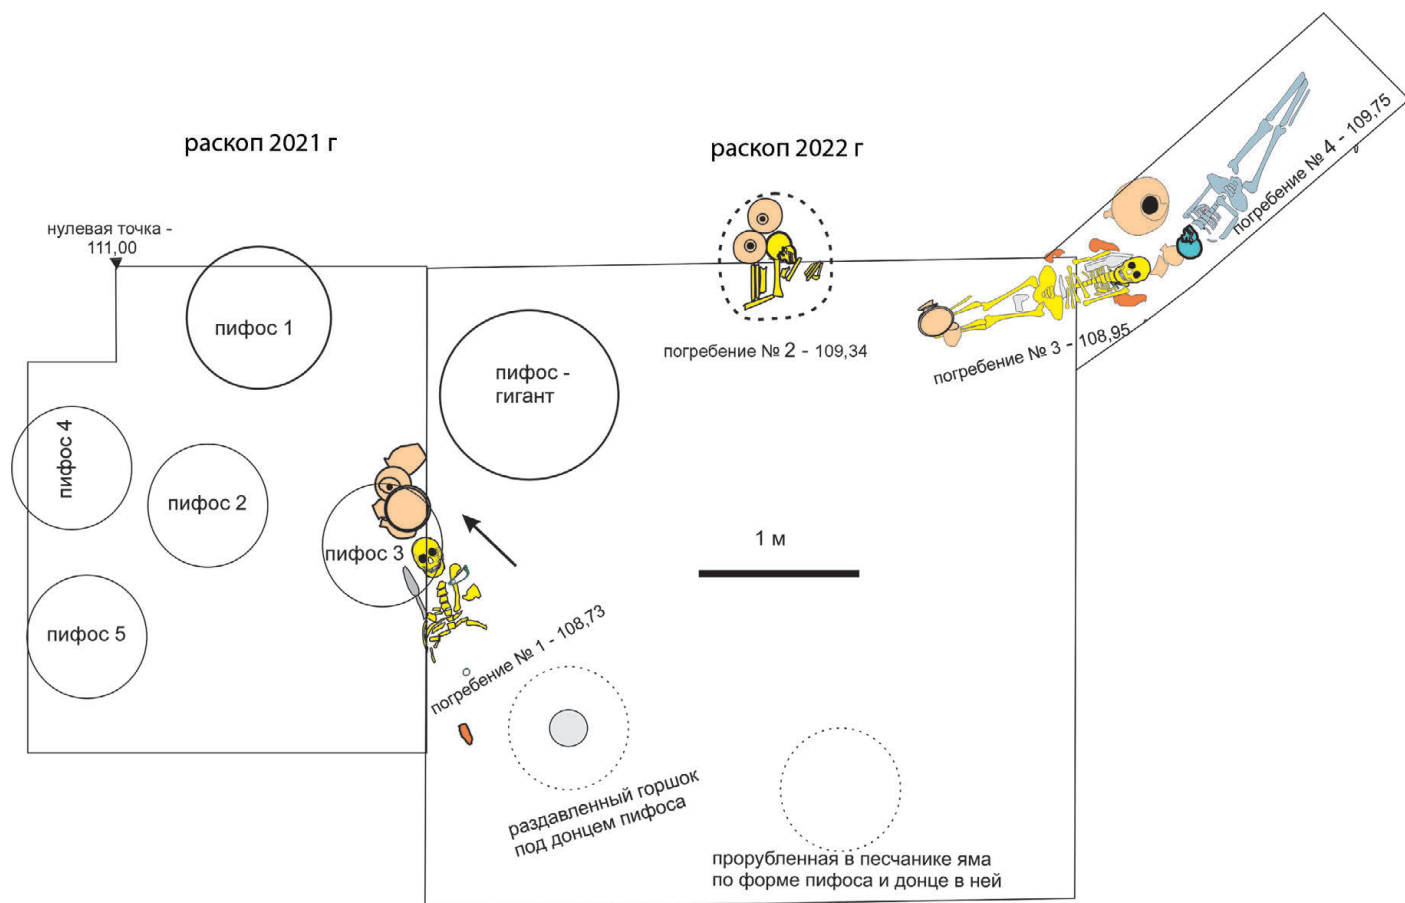 раскоп 2021 г
раскоп 2022 г
нулевая точка -
111,00
пифос 1
пифос -
гигант
погребение № 2 - 109,34
погребение № 3 - 108,95
погребение № 4 - 109,75
пифос 4
пифос 2
пифос 3
1 м
пифос 5
погребение № 1 - 108,73
раздавленный горшок
под донцем пифоса
прорубленная в песчанике яма
по форме пифоса и донце в ней